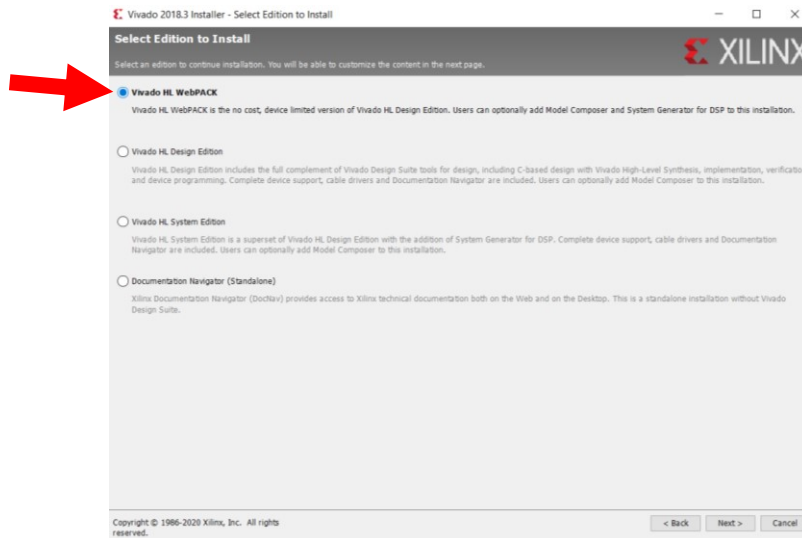 Vivado 2018.3 Installer - Select Edition to Install
Select Edition to Install
XILINX
Select an edition to continue installation. You will be able to customize the content in the next page.
Vivado HL WebPACK
Vivado HL WebPACK is the no cost, device limited version of Vivado HL Design Edition. Users can optionally add Model Composer and System Generator for DSP to this installation.
Vivado HL Design Edition
Vivado HL Design Edition includes the full complement of Vivado Design Suite tools for design, including C-based design with Vivado High-Level Synthesis, implementation, verificatio
and device programming. Complete device support, cable drivers and Documentation Navigator are included. Users can optionally add Model Composer to this installation.
Vivado HL System Edition
Vivado HL System Edition is a superset of Vivado HL Design Edition with the addition of System Generator for DSP. Complete device support, cable drivers and Documentation
Navigator are included. Users can optionally add Model Composer to this installation.
Documentation Navigator (Standalone)
Xilinx Documentation Navigator (DocNav) provides access to Xilinx technical documentation both on the Web and on the Desktop. This is a standalone installation without Vivado
Design Suite.
Copyright © 1986-2020 Xilinx, Inc. All rights
reserved.
< Back Next > Cancel